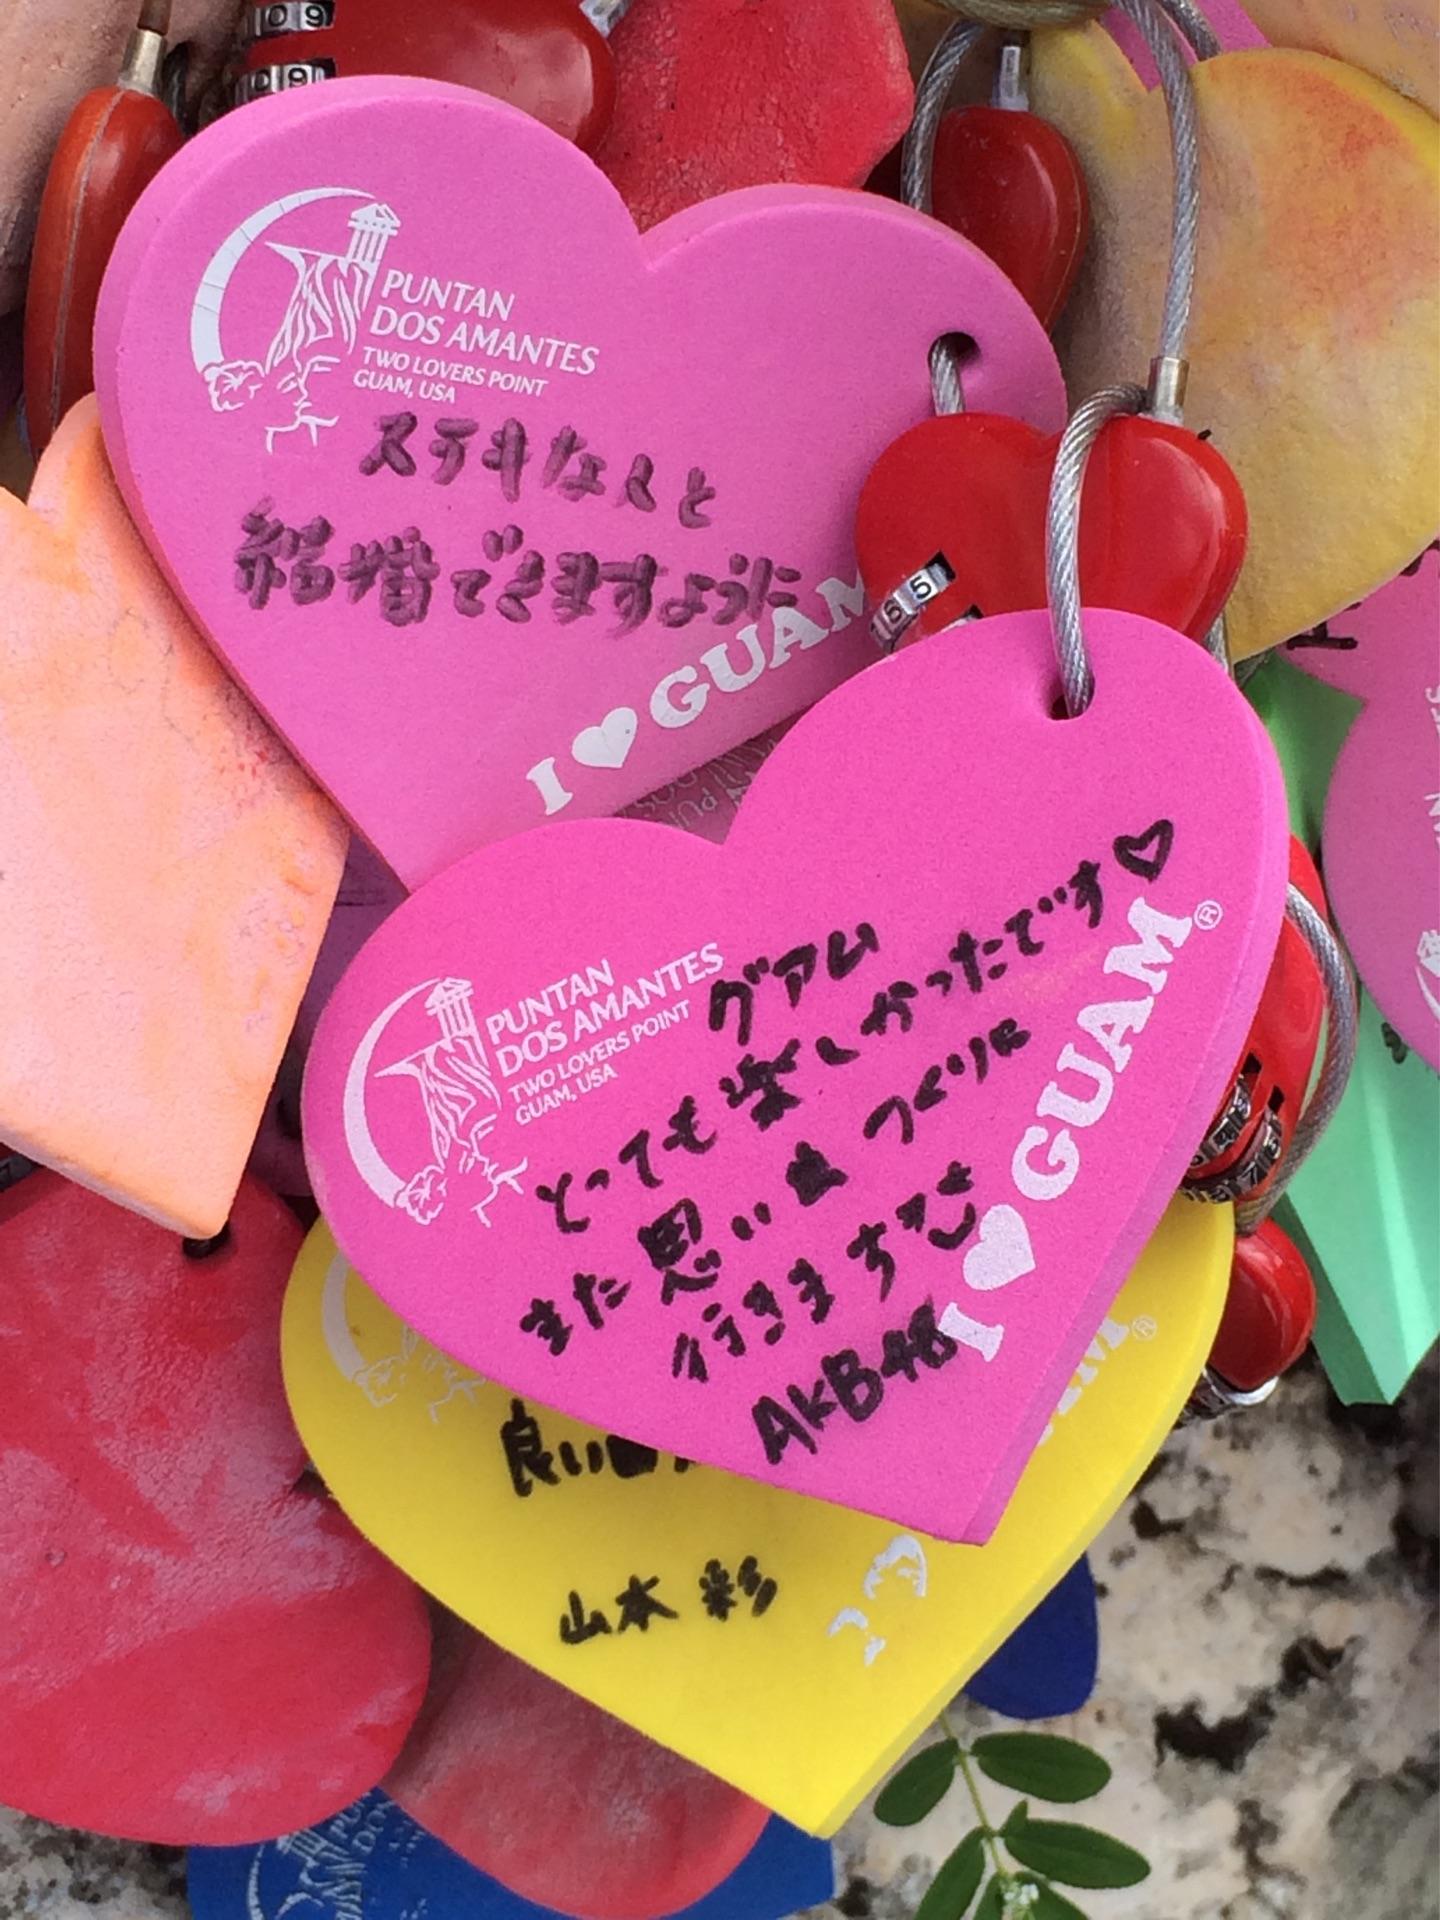 PUNTAN
DOS AMANTES
TWO LOVERS POINT
GUAM, USA
ステキな人と
結婚できますように
I ♥ GUAM
PUNTAN
DOS AMANTES
TWO LOVERS POINT
GUAM, USA
グアム
とっても楽しかったです♡
また思い出つくりに
行きますだ
AKB48
I ♥ GUAM®
良い
山本 彩